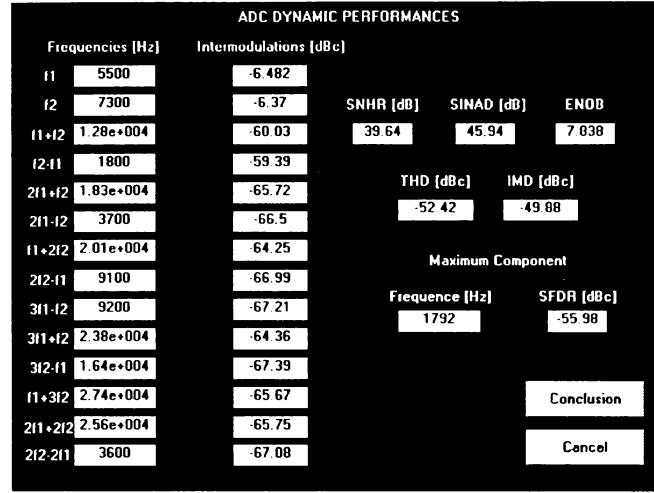 ADC DYNAMIC PERFORMANCES
Frequencies [Hz] Intermodulations [dBc]
f1 5500 -6.482
f2 7300 -6.37
SNHR [dB] SINAD [dB] ENOB
f1+f2 1.28e+004 -60.03 39.64 45.94 7.838
f2-f1 1800 -59.39
THD [dBc] IMD [dBc]
2f1+f2 1.83e+004 -65.72 -52.42 -49.88
2f1-f2 3700 -66.5
f1+2f2 2.01e+004 -64.25
Maximum Component
2f2-f1 9100 -66.99
Frequence [Hz] SFDR [dBc]
3f1-f2 9200 -67.21 1792 -55.98
3f1+f2 2.38e+004 -64.36
3f2-f1 1.64e+004 -67.39
f1+3f2 2.74e+004 -65.67 Conclusion
2f1+2f2 2.56e+004 -65.75
2f2-2f1 3600 -67.08 Cancel